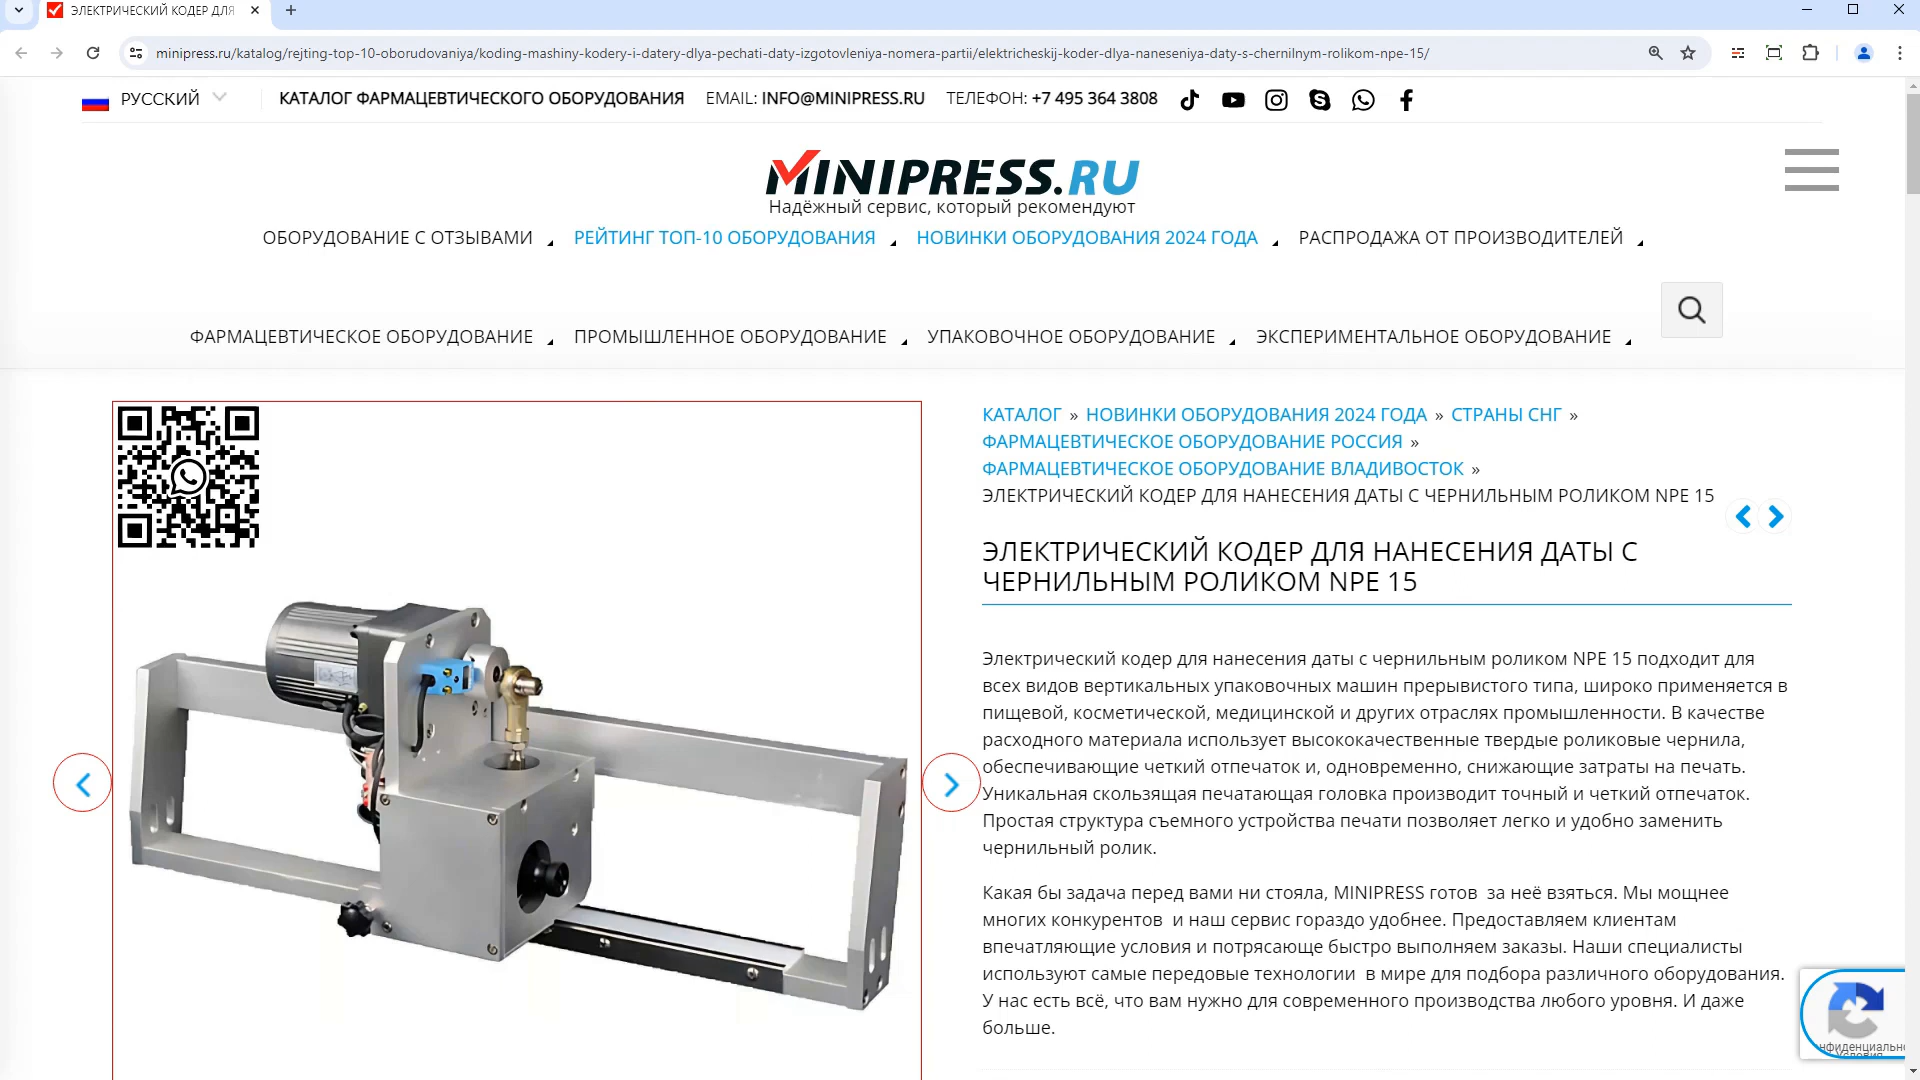 ЭЛЕКТРИЧЕСКИЙ КОДЕР ДЛЯ
minipress.ru/katalog/rejting-top-10-oborudovaniya/koding-mashiny-kodery-i-datery-dlya-pechati-daty-izgotovleniya-nomera-partii/elektricheskij-koder-dlya-naneseniya-daty-s-chernilnym-rolikom-npe-15/
РУССКИЙ КАТАЛОГ ФАРМАЦЕВТИЧЕСКОГО ОБОРУДОВАНИЯ EMAIL: INFO@MINIPRESS.RU ТЕЛЕФОН: +7 495 364 3808
MINIPRESS.RU
Надёжный сервис, который рекомендуют
ОБОРУДОВАНИЕ С ОТЗЫВАМИ РЕЙТИНГ ТОП-10 ОБОРУДОВАНИЯ НОВИНКИ ОБОРУДОВАНИЯ 2024 ГОДА РАСПРОДАЖА ОТ ПРОИЗВОДИТЕЛЕЙ
ФАРМАЦЕВТИЧЕСКОЕ ОБОРУДОВАНИЕ ПРОМЫШЛЕННОЕ ОБОРУДОВАНИЕ УПАКОВОЧНОЕ ОБОРУДОВАНИЕ ЭКСПЕРИМЕНТАЛЬНОЕ ОБОРУДОВАНИЕ
КАТАЛОГ » НОВИНКИ ОБОРУДОВАНИЯ 2024 ГОДА » СТРАНЫ СНГ »
ФАРМАЦЕВТИЧЕСКОЕ ОБОРУДОВАНИЕ РОССИЯ »
ФАРМАЦЕВТИЧЕСКОЕ ОБОРУДОВАНИЕ ВЛАДИВОСТОК »
ЭЛЕКТРИЧЕСКИЙ КОДЕР ДЛЯ НАНЕСЕНИЯ ДАТЫ С ЧЕРНИЛЬНЫМ РОЛИКОМ NPE 15
ЭЛЕКТРИЧЕСКИЙ КОДЕР ДЛЯ НАНЕСЕНИЯ ДАТЫ С
ЧЕРНИЛЬНЫМ РОЛИКОМ NPE 15
Электрический кодер для нанесения даты с чернильным роликом NPE 15 подходит для
всех видов вертикальных упаковочных машин прерывистого типа, широко применяется в
пищевой, косметической, медицинской и других отраслях промышленности. В качестве
расходного материала использует высококачественные твердые роликовые чернила,
обеспечивающие четкий отпечаток и, одновременно, снижающие затраты на печать.
Уникальная скользящая печатающая головка производит точный и четкий отпечаток.
Простая структура съемного устройства печати позволяет легко и удобно заменить
чернильный ролик.
Какая бы задача перед вами ни стояла, MINIPRESS готов за неё взяться. Мы мощнее
многих конкурентов и наш сервис гораздо удобнее. Предоставляем клиентам
впечатляющие условия и потрясающе быстро выполняем заказы. Наши специалисты
используют самые передовые технологии в мире для подбора различного оборудования.
У нас есть всё, что вам нужно для современного производства любого уровня. И даже
больше.